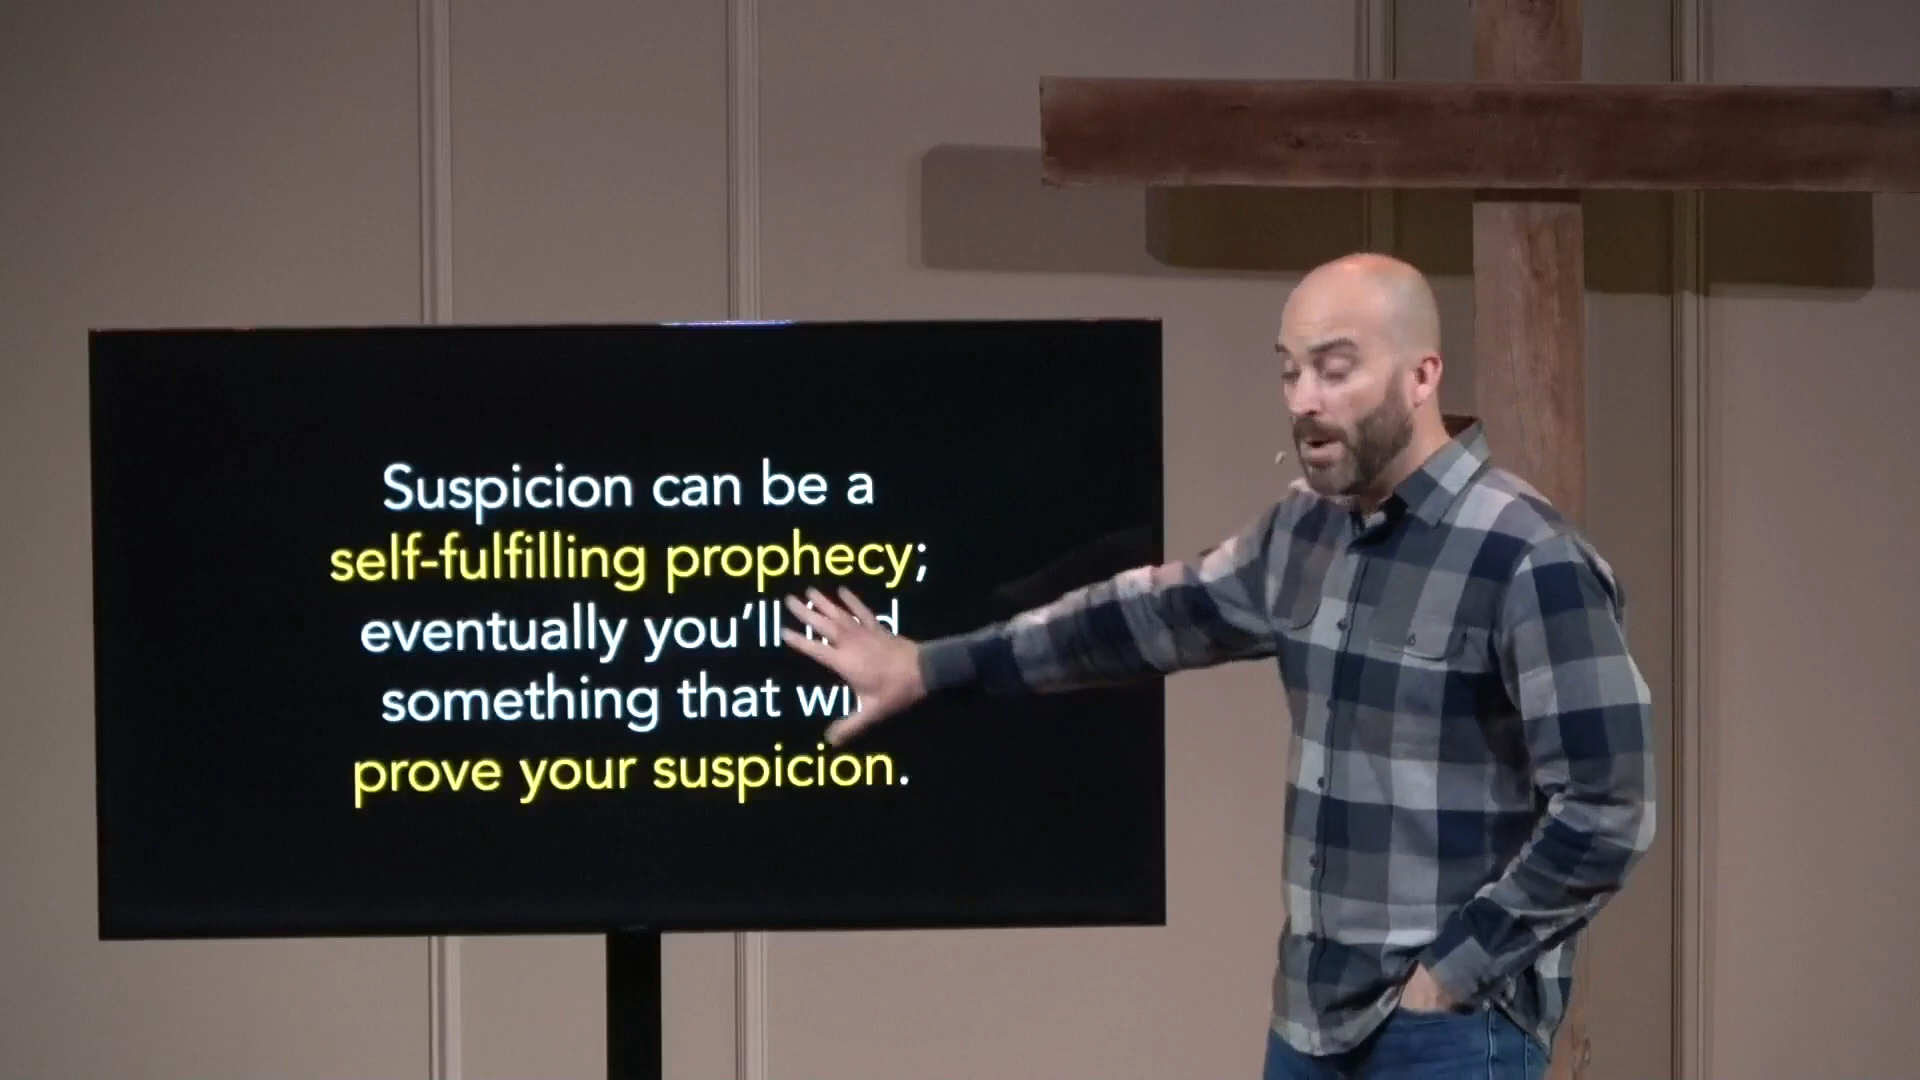 Suspicion can be a
self-fulfilling prophecy;
eventually you'll
something that
prove your suspicion.